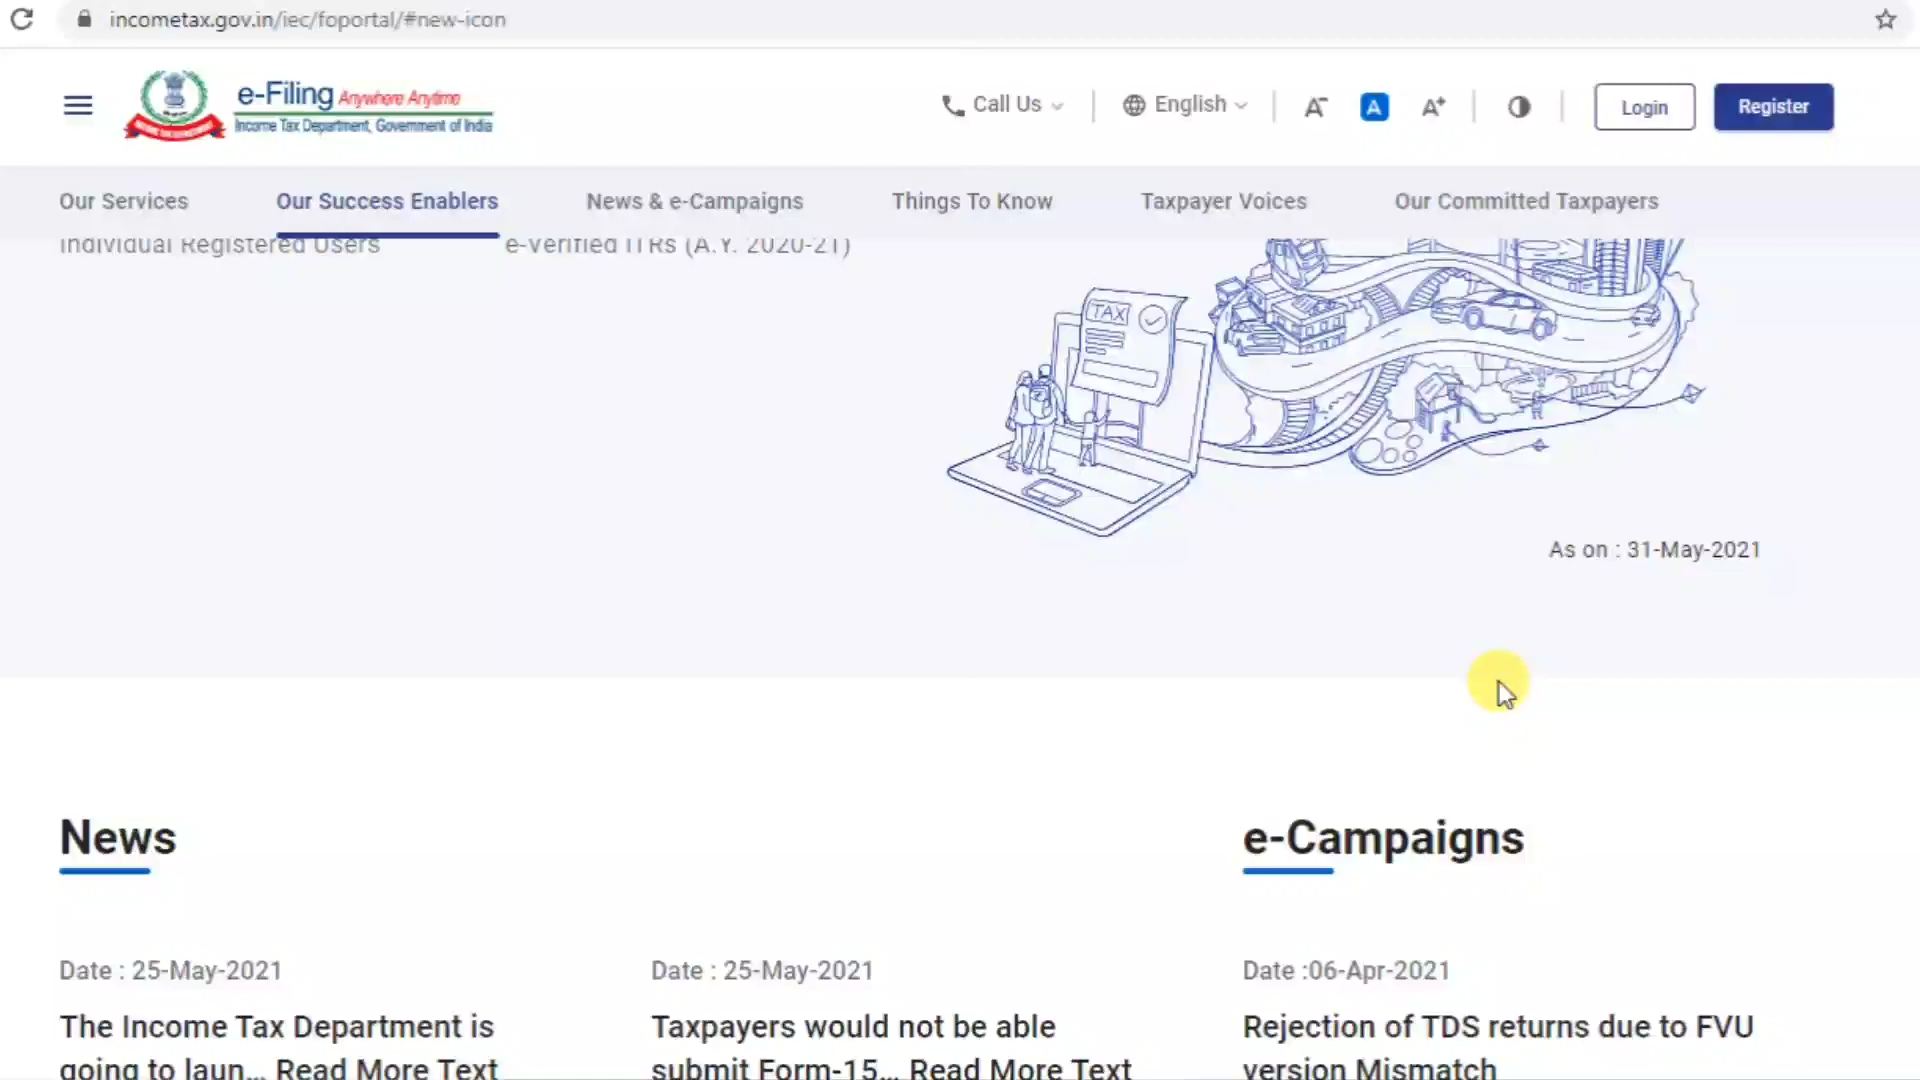 incometax.gov.in/iec/foportal/#new-icon
e-Filing Anywhere Anytime
Income Tax Department, Government of India
INCOME TAX DEPARTMENT
Call Us
English
A-
A
A+
Login
Register
Our Services
Our Success Enablers
News & e-Campaigns
Things To Know
Taxpayer Voices
Our Committed Taxpayers
Individual Registered Users
e-Verified ITRs (A.Y. 2020-21)
TAX
As on : 31-May-2021
News
e-Campaigns
Date : 25-May-2021
The Income Tax Department is
going to laun... Read More Text
Date : 25-May-2021
Taxpayers would not be able
submit Form-15... Read More Text
Date :06-Apr-2021
Rejection of TDS returns due to FVU
version Mismatch